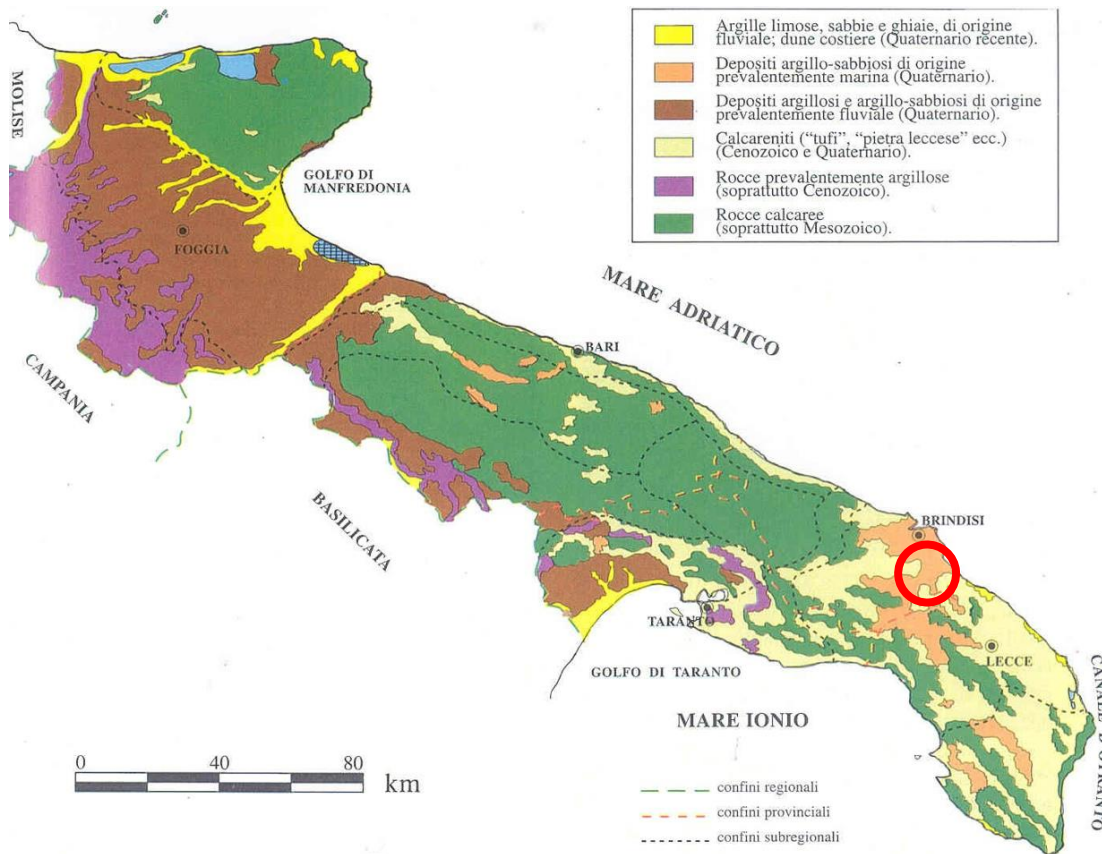 Argille limose, sabbie e ghiaie, di origine
fluviale; dune costiere (Quaternario recente).
Depositi argillo-sabbiosi di origine
prevalentemente marina (Quaternario).
Depositi argillosi e argillo-sabbiosi di origine
prevalentemente fluviale (Quaternario).
Calcareniti (“tufi”, “pietra leccese” ecc.)
(Cenozoico e Quaternario).
Rocce prevalentemente argillose
(soprattutto Cenozoico).
Rocce calcaree
(soprattutto Mesozoico).
MOLISE
GOLFO DI
MANFREDONIA
FOGGIA
MARE ADRIATICO
BARI
CAMPANIA
BASILICATA
BRINDISI
TARANTO
LECCE
GOLFO DI TARANTO
MARE IONIO
CANALE D'OTRANTO
0 40 80
km
confini regionali
confini provinciali
confini subregionali